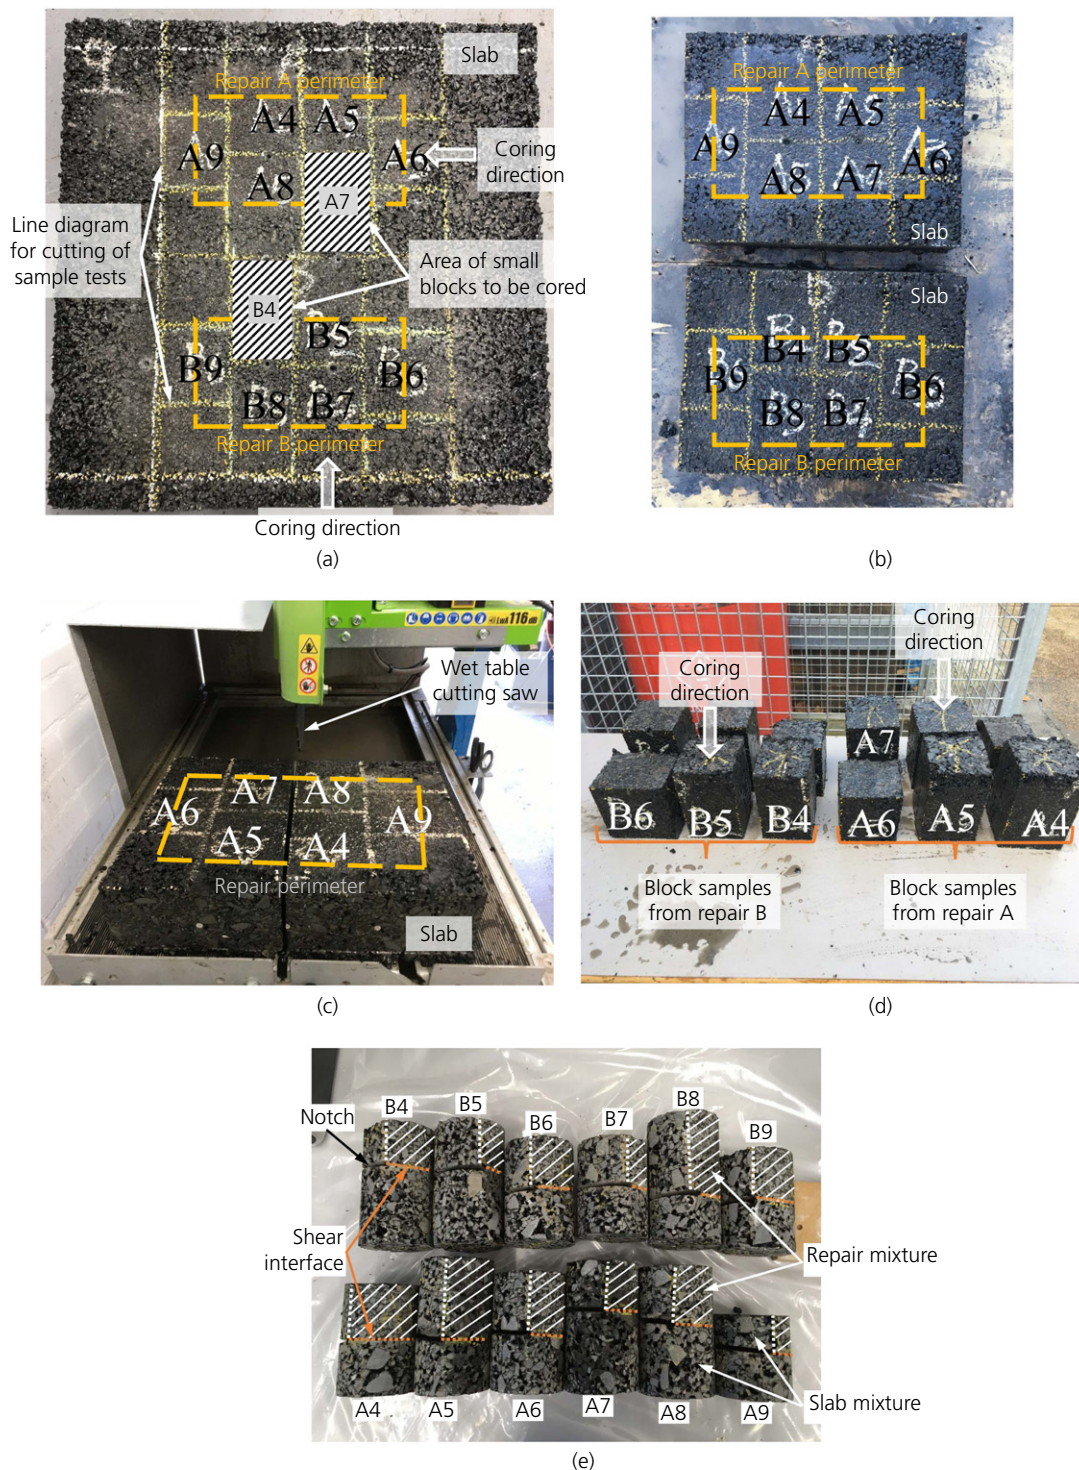 Slab
Repair A perimeter
A4
A5
A9
A6
A8
A7
Coring
direction
Line diagram
for cutting of
sample tests
Area of small
blocks to be cored
B4
B5
B9
B6
B8
B7
Repair B perimeter
Coring direction
(a)
Repair A perimeter
A4
A5
A9
A6
A8
A7
Slab
Slab
B4
B5
B9
B6
B8
B7
Repair B perimeter
(b)
LWA 116 dB
Wet table
cutting saw
A7
A8
A6
A9
A5
A4
Repair perimeter
Slab
(c)
Coring
direction
Coring
direction
A7
B6
B5
B4
A6
A5
A4
Block samples
from repair B
Block samples
from repair A
(d)
B4
B5
B6
B7
B8
B9
Notch
Shear
interface
Repair mixture
Slab mixture
A4
A5
A6
A7
A8
A9
(e)